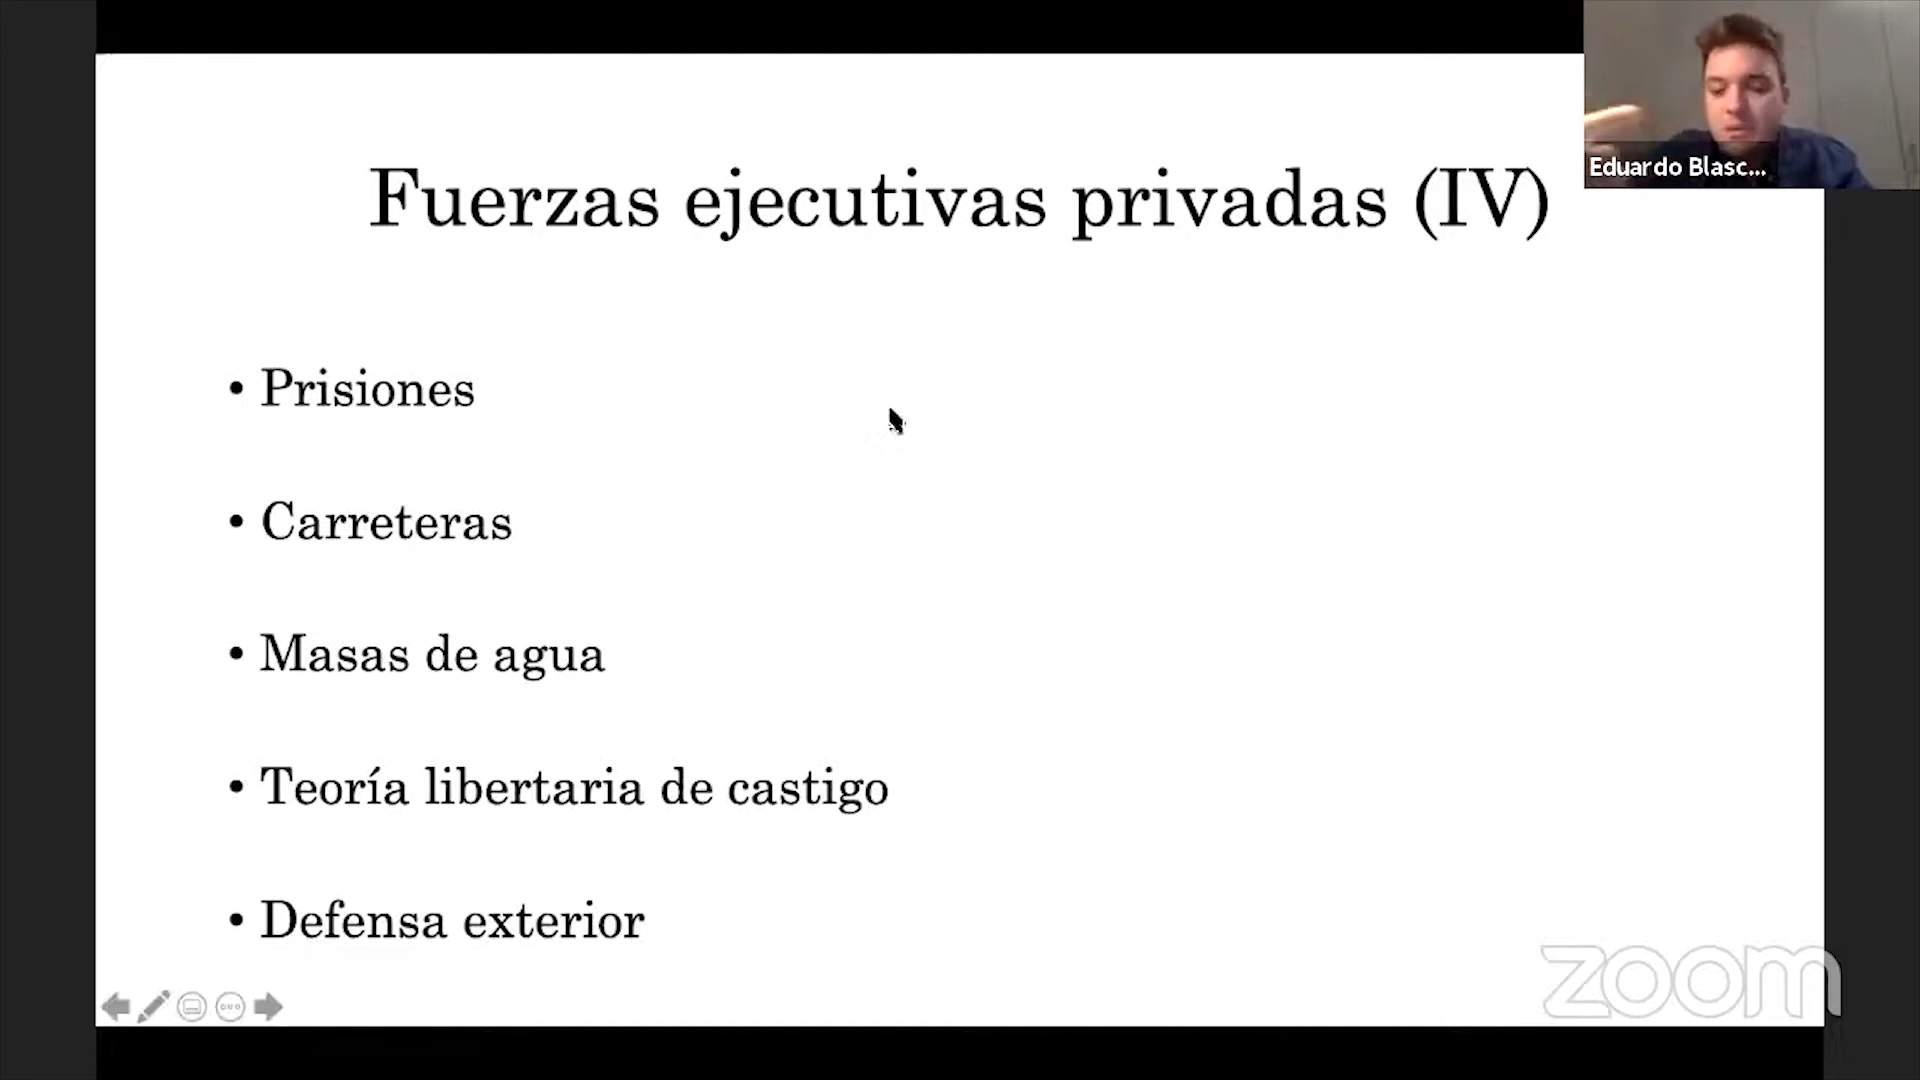 Eduardo Blasc...
Fuerzas ejecutivas privadas (IV)
• Prisiones
• Carreteras
• Masas de agua
• Teoría libertaria de castigo
• Defensa exterior
zoom